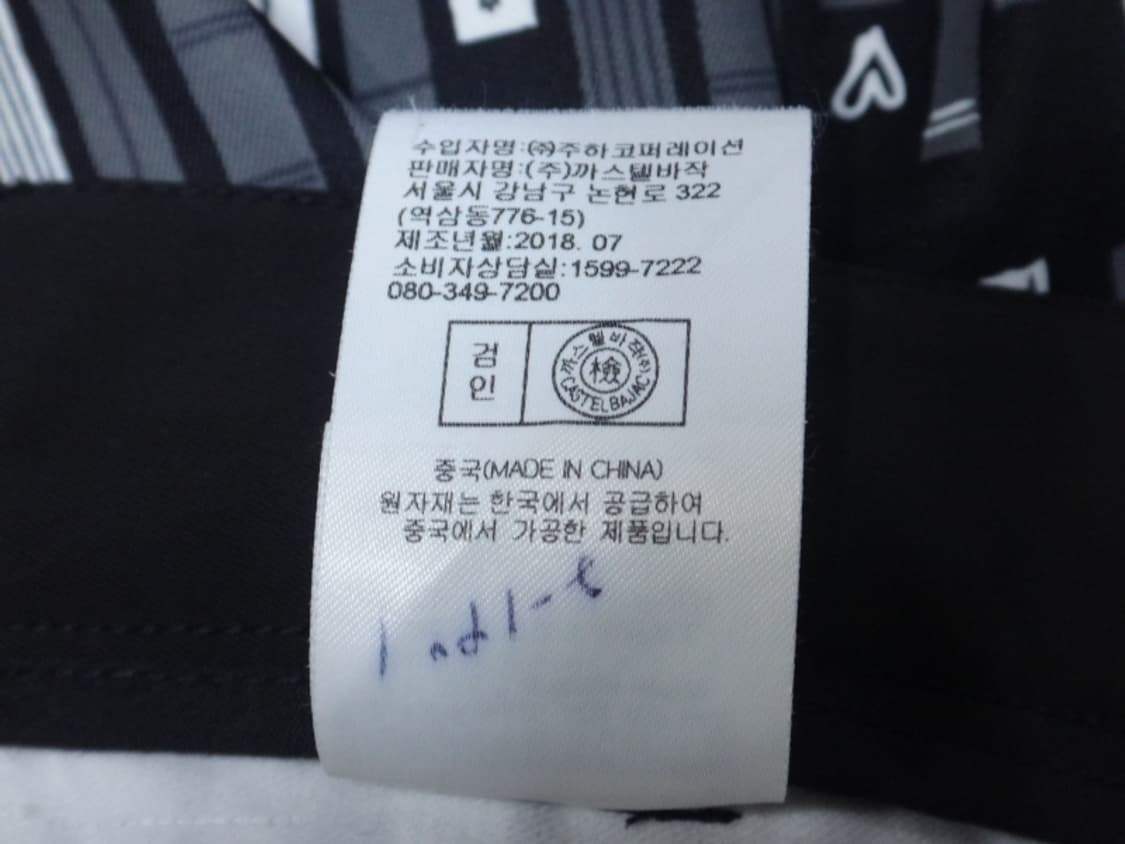 수입자명:(주)주하코퍼레이션
판매자명:(주)까스텔바작
서울시 강남구 논현로 322
(역삼동776-15)
제조년월:2018. 07
소비자상담실:1599-7222
080-349-7200
검인
까스텔바작(주)
檢
CASTELBAJAC
중국(MADE IN CHINA)
원자재는 한국에서 공급하여
중국에서 가공한 제품입니다.